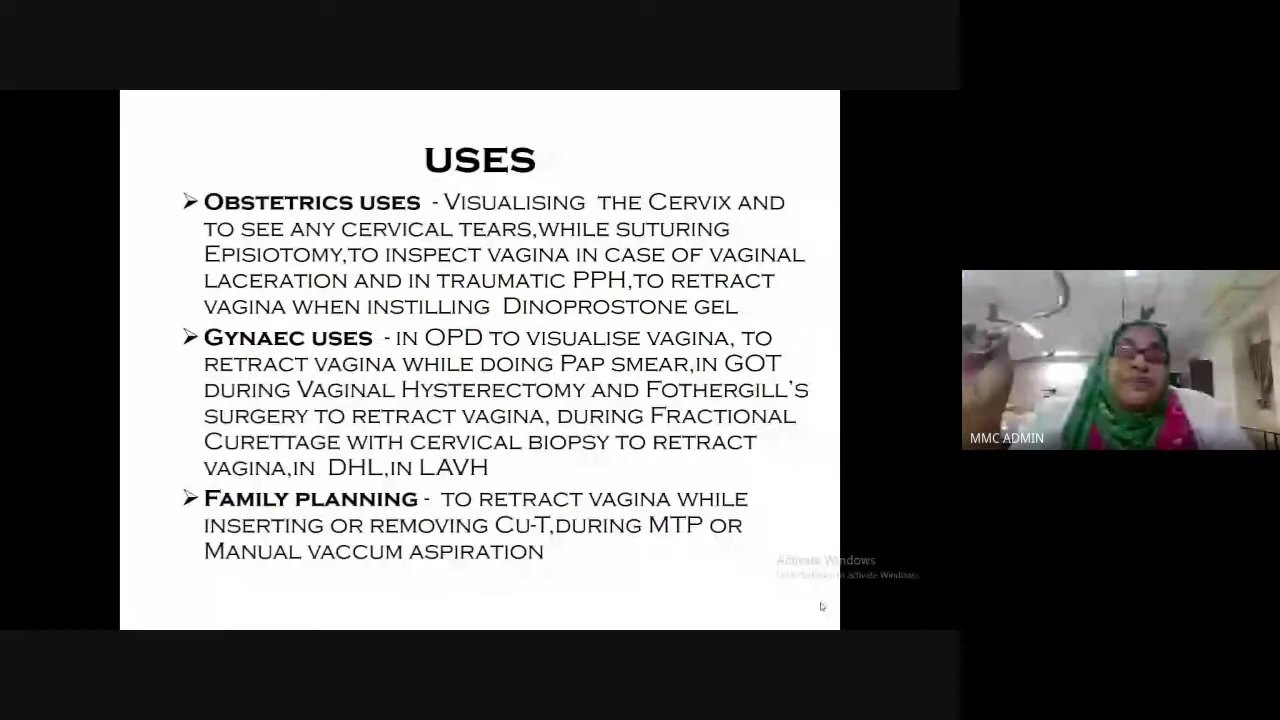 USES
➢ OBSTETRICS USES - VISUALISING THE CERVIX AND
TO SEE ANY CERVICAL TEARS,WHILE SUTURING
EPISIOTOMY,TO INSPECT VAGINA IN CASE OF VAGINAL
LACERATION AND IN TRAUMATIC PPH,TO RETRACT
VAGINA WHEN INSTILLING DINOPROSTONE GEL
➢ GYNAEC USES - IN OPD TO VISUALISE VAGINA, TO
RETRACT VAGINA WHILE DOING PAP SMEAR,IN GOT
DURING VAGINAL HYSTERECTOMY AND FOTHERGILL'S
SURGERY TO RETRACT VAGINA, DURING FRACTIONAL
CURETTAGE WITH CERVICAL BIOPSY TO RETRACT
VAGINA,IN DHL,IN LAVH
➢ FAMILY PLANNING - TO RETRACT VAGINA WHILE
INSERTING OR REMOVING CU-T,DURING MTP OR
MANUAL VACCUM ASPIRATION
Activate Windows
to activate Windows.
MMC ADMIN